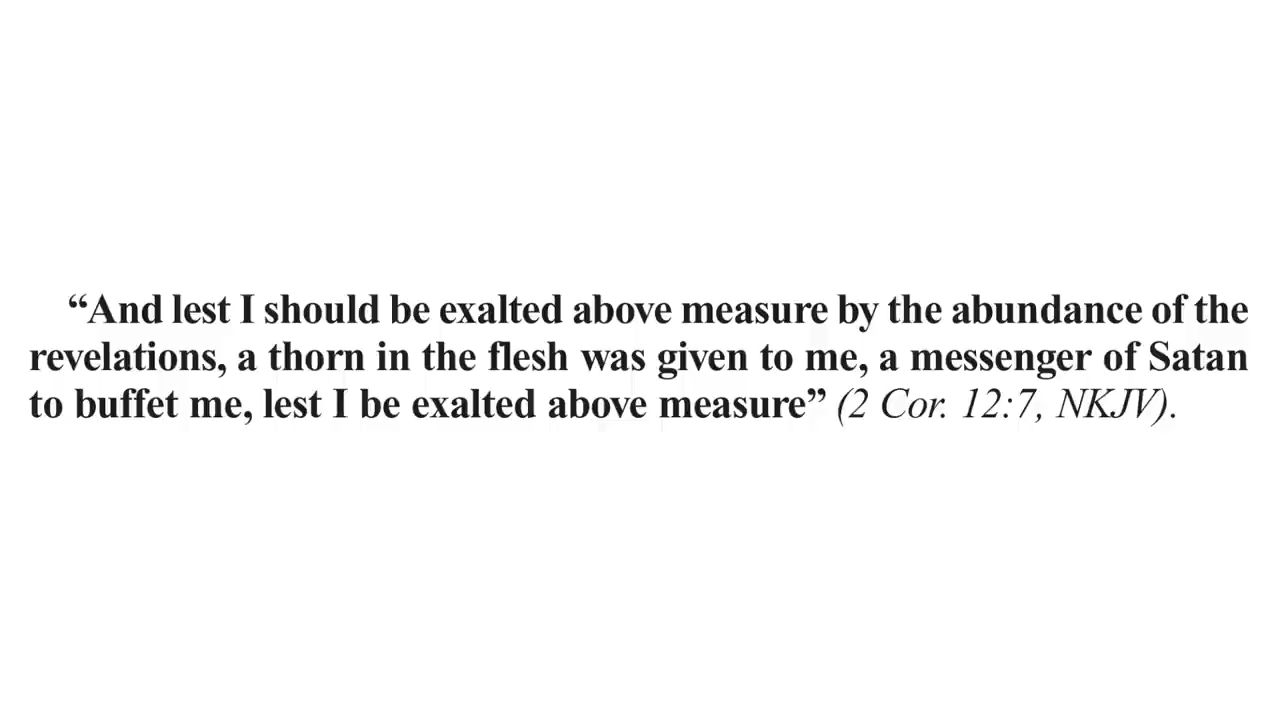 “And lest I should be exalted above measure by the abundance of the
revelations, a thorn in the flesh was given to me, a messenger of Satan
to buffet me, lest I be exalted above measure” (2 Cor. 12:7, NKJV).